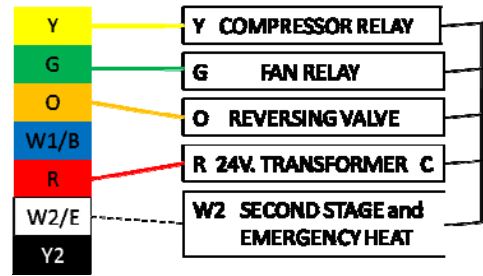 Y
G
O
W1/B
R
W2/E
Y2
Y COMPRESSOR RELAY
G FAN RELAY
O REVERSING VALVE
R 24V. TRANSFORMER C
W2 SECOND STAGE and
EMERGENCY HEAT